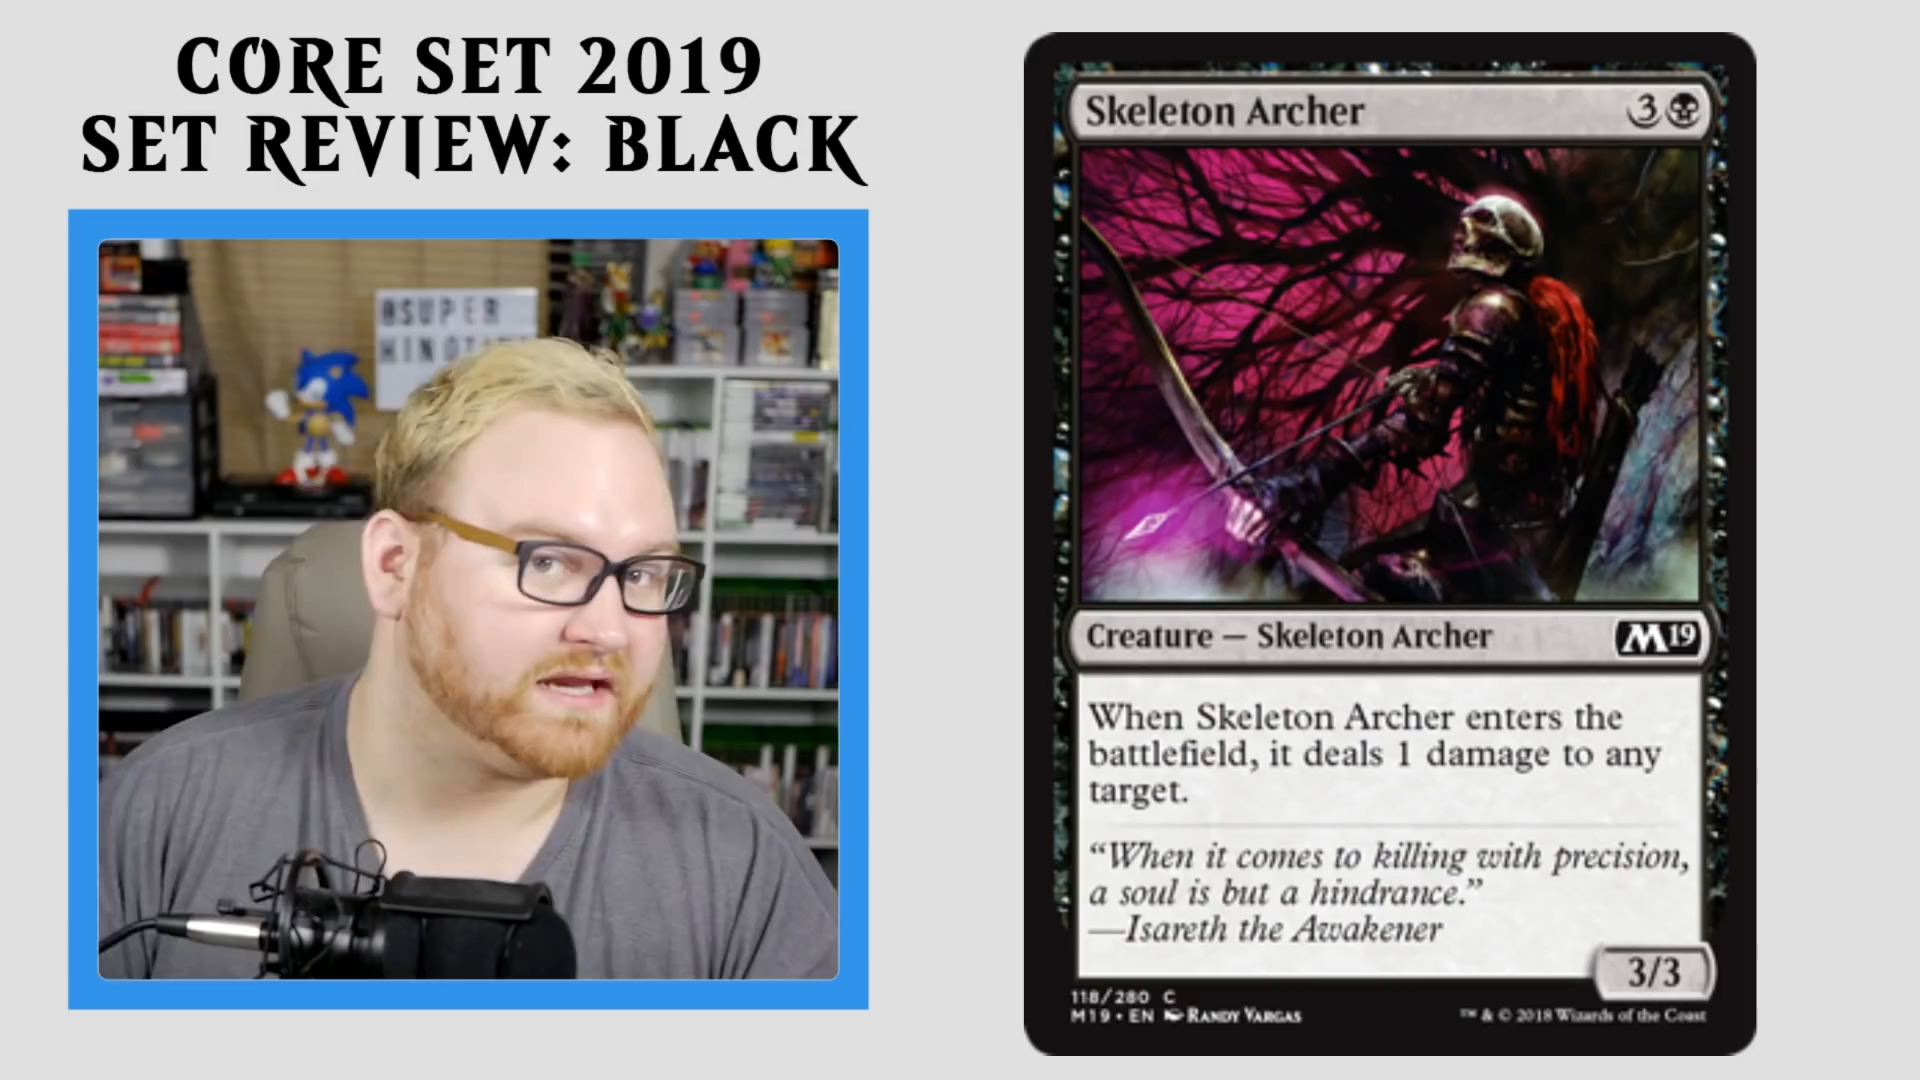 CORE SET 2019
SET REVIEW: BLACK
@SUPER
Skeleton Archer 3
Creature — Skeleton Archer M19
When Skeleton Archer enters the
battlefield, it deals 1 damage to any
target.
“When it comes to killing with precision,
a soul is but a hindrance.”
—Isareth the Awakener
3/3
118/280 C
M19 • EN RANDY VARGAS
™ & © 2018 Wizards of the Coast